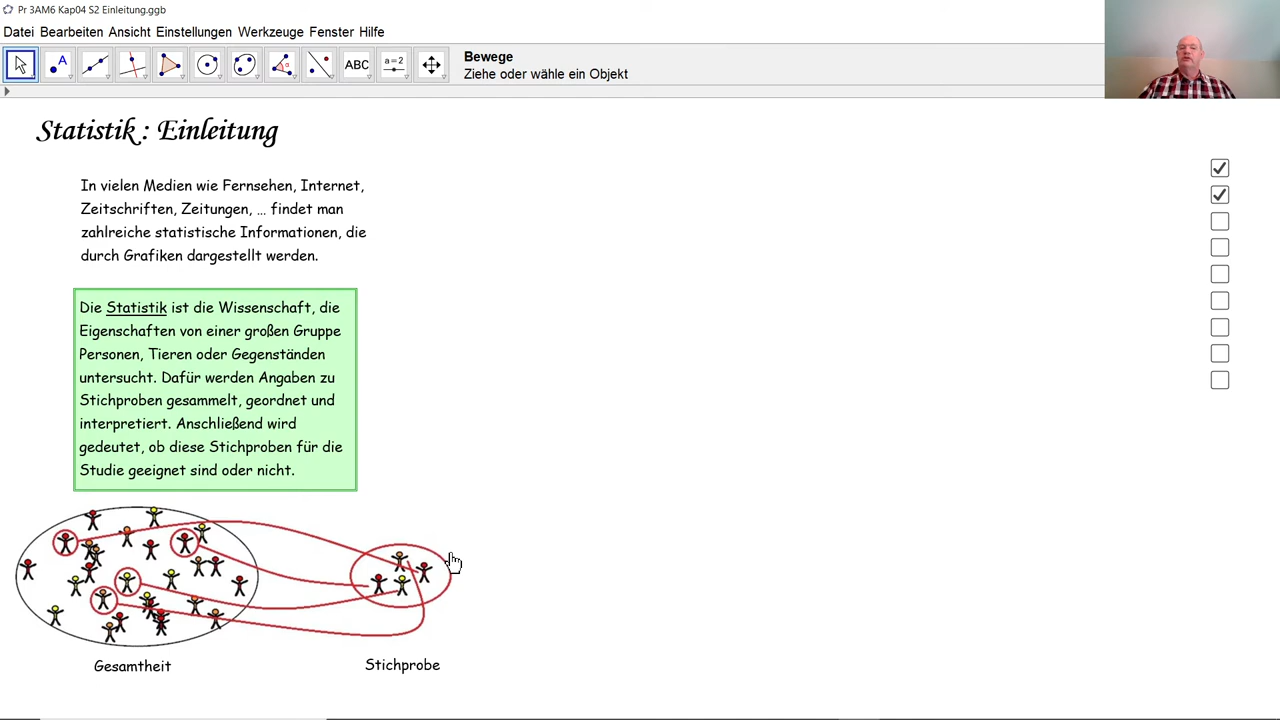 Pr 3AM6 Kap04 S2 Einleitung.ggb
Datei Bearbeiten Ansicht Einstellungen Werkzeuge Fenster Hilfe
A
ABC
a=2
Bewege
Ziehe oder wähle ein Objekt
Statistik : Einleitung
In vielen Medien wie Fernsehen, Internet,
Zeitschriften, Zeitungen, … findet man
zahlreiche statistische Informationen, die
durch Grafiken dargestellt werden.
Die Statistik ist die Wissenschaft, die
Eigenschaften von einer großen Gruppe
Personen, Tieren oder Gegenständen
untersucht. Dafür werden Angaben zu
Stichproben gesammelt, geordnet und
interpretiert. Anschließend wird
gedeutet, ob diese Stichproben für die
Studie geeignet sind oder nicht.
Gesamtheit
Stichprobe